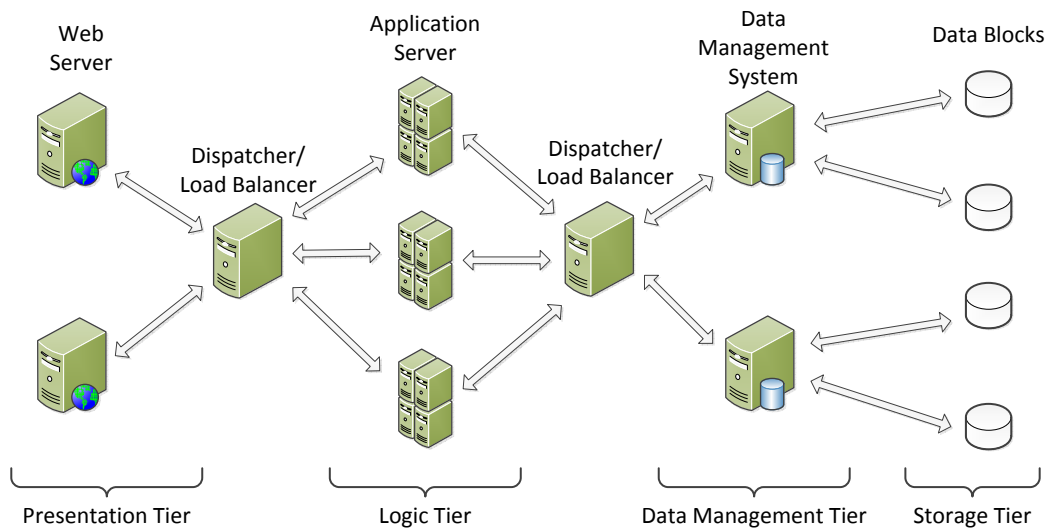 Web
Server
Application
Server
Data
Management
System
Data Blocks
Dispatcher/
Load Balancer
Dispatcher/
Load Balancer
Presentation Tier
Logic Tier
Data Management Tier
Storage Tier